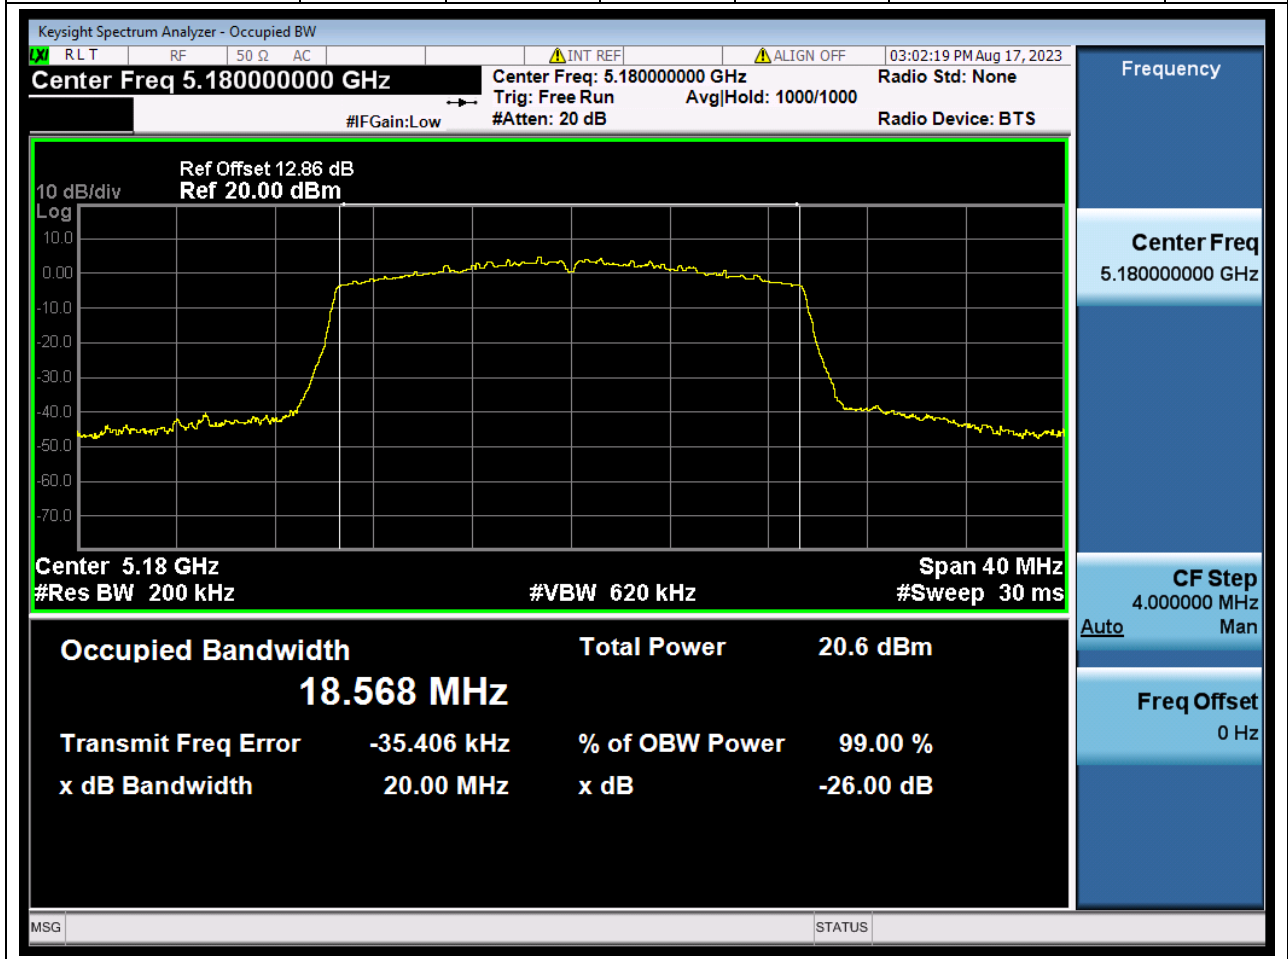 Keysight Spectrum Analyzer - Occupied BW
LXI RLT RF 50 Ω AC INT REF ALIGN OFF 03:02:19 PM Aug 17, 2023
Center Freq 5.180000000 GHz
Center Freq: 5.180000000 GHz Radio Std: None
Trig: Free Run Avg|Hold: 1000/1000
#IFGain:Low #Atten: 20 dB Radio Device: BTS
Ref Offset 12.86 dB
10 dB/div Ref 20.00 dBm
Log
10.0
0.00
-10.0
-20.0
-30.0
-40.0
-50.0
-60.0
-70.0
Center 5.18 GHz Span 40 MHz
#Res BW 200 kHz #VBW 620 kHz #Sweep 30 ms
Occupied Bandwidth Total Power 20.6 dBm
18.568 MHz
Transmit Freq Error -35.406 kHz % of OBW Power 99.00 %
x dB Bandwidth 20.00 MHz x dB -26.00 dB
MSG STATUS
Frequency
Center Freq
5.180000000 GHz
CF Step
4.000000 MHz
Auto Man
Freq Offset
0 Hz